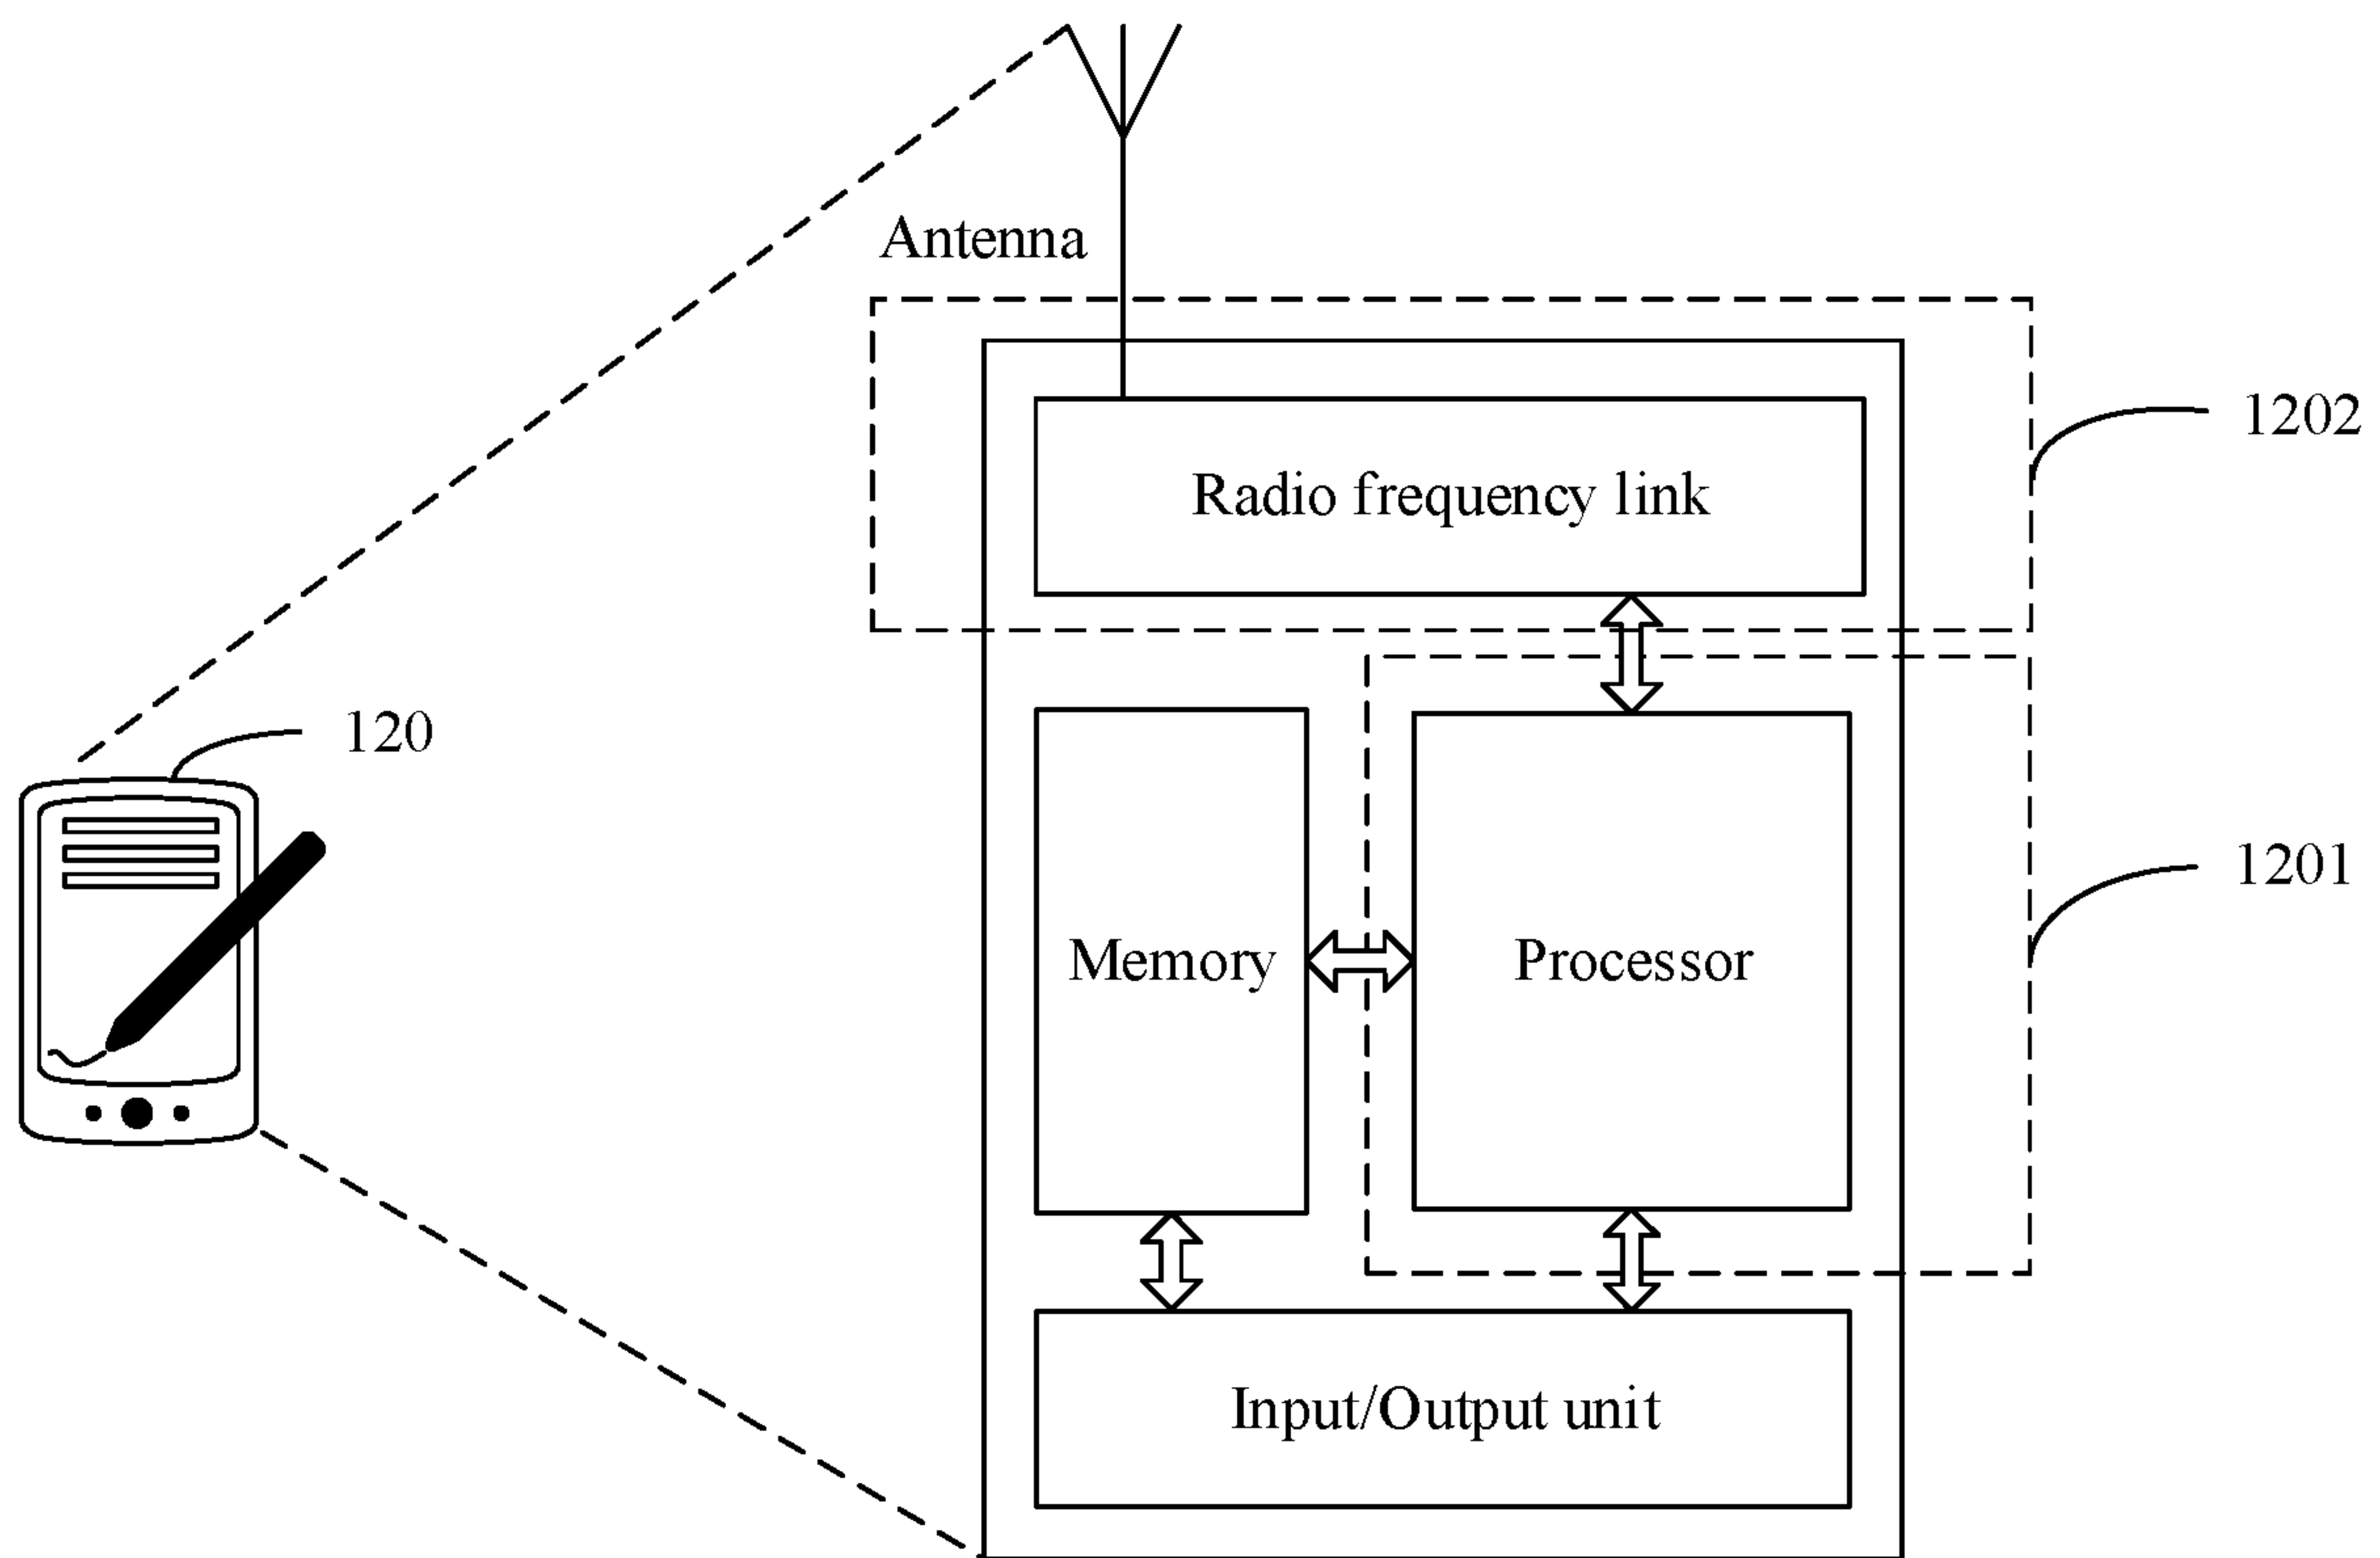 Antenna
1202
Radio frequency link
120
1201
Memory
Processor
Input/Output unit